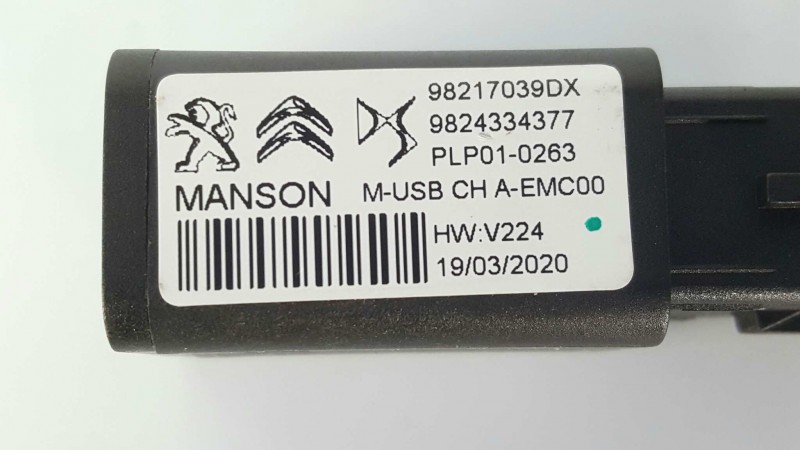 98217039DX
9824334377
PLP01-0263
MANSON M-USB CH A-EMC00
HW:V224
19/03/2020